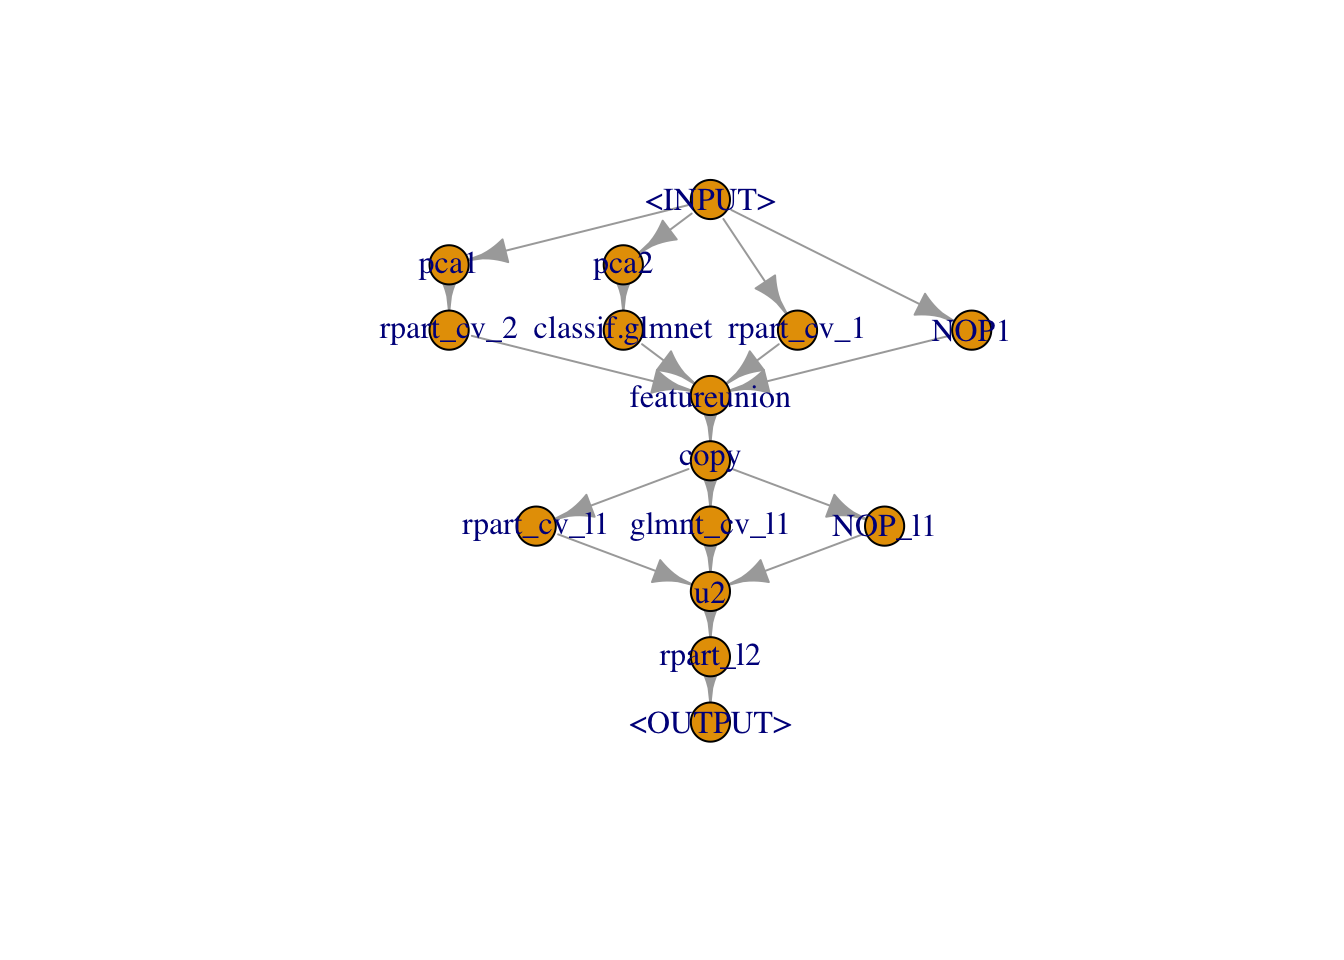 <INPUT>
pca1
pca2
rpart_cv_2
classif.glmnet
rpart_cv_1
NOP1
featureunion
copy
rpart_cv_l1
glmnt_cv_l1
NOP_l1
u2
rpart_l2
<OUTPUT>